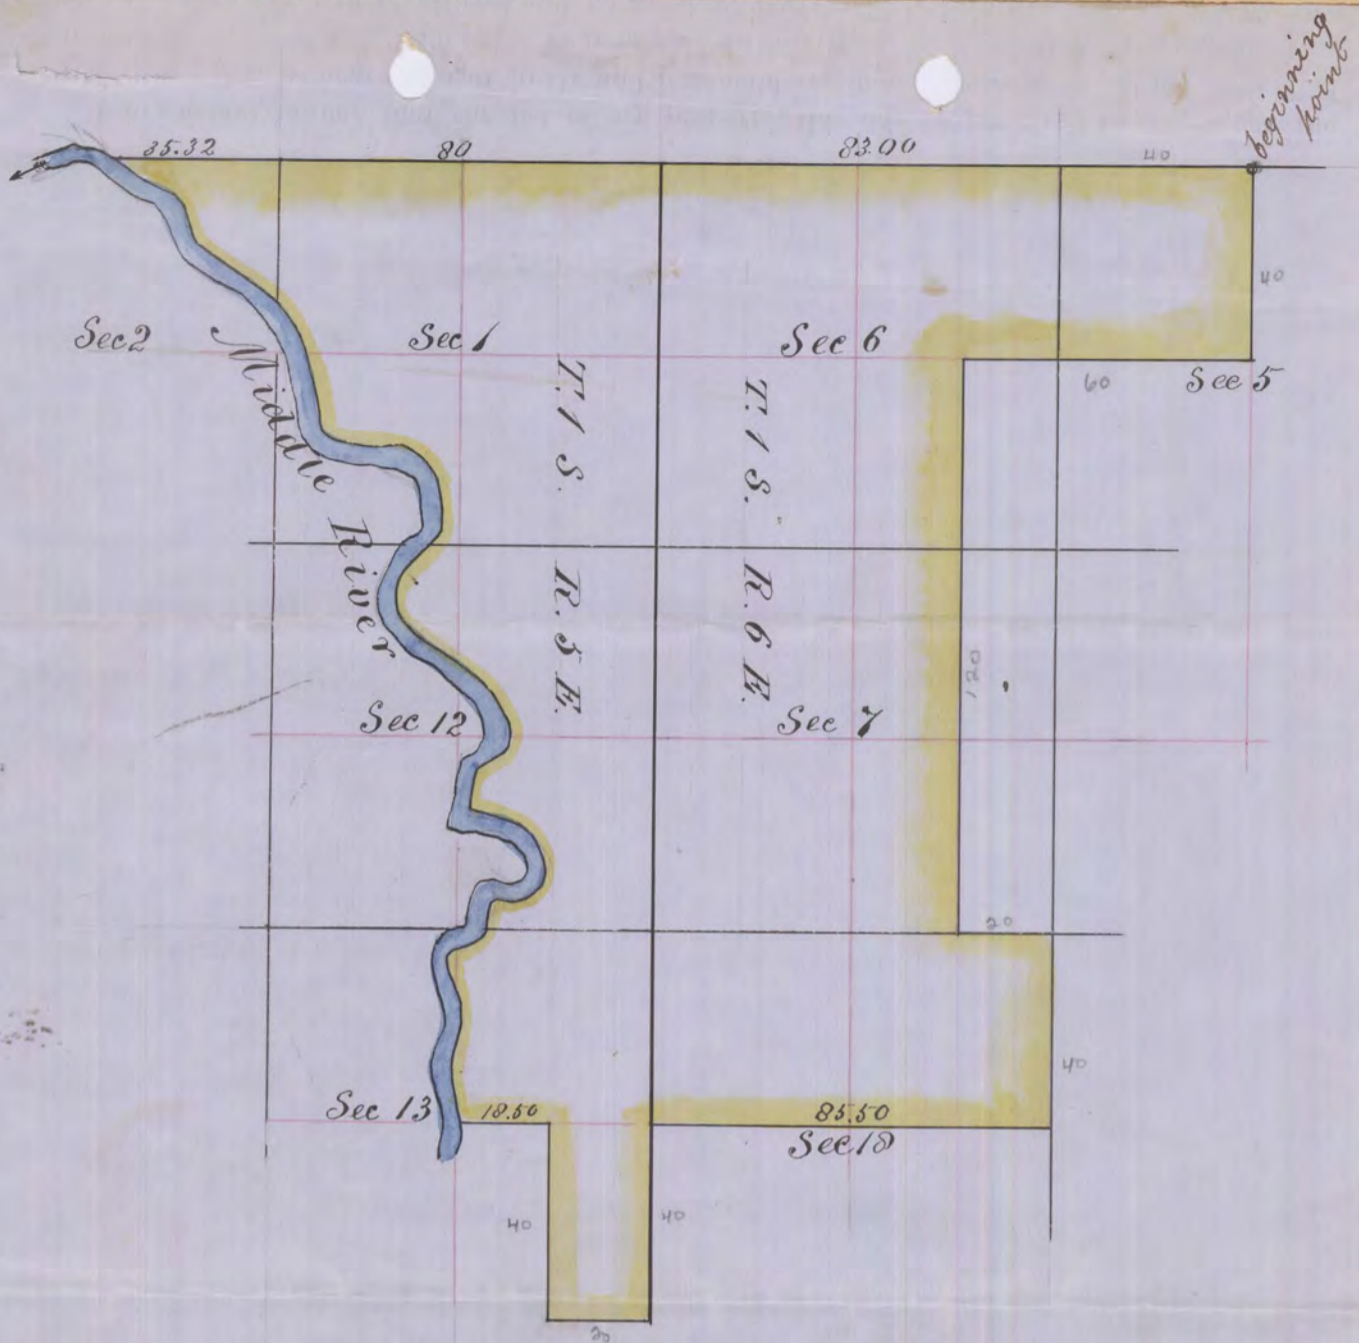 beginning
point
35.32 80 83.00 40
40
Sec 2 Sec 1 Sec 6
60 Sec 5
Middle River
T. 1 S. R. 5 E.
T. 1 S. R. 6 E.
120
Sec 12 Sec 7
20
40
Sec 13 18.50 85.50
Sec 18
40 40
20